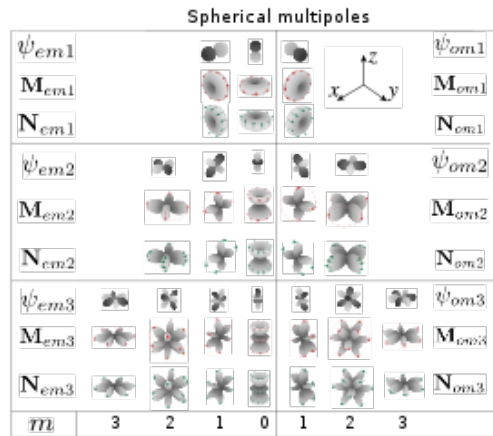 Spherical multipoles
ψem1 ψom1
z
x y
Mem1 Mom1
Nem1 Nom1
ψem2 ψom2
Mem2 Mom2
Nem2 Nom2
ψem3 ψom3
Mem3 Mom3
Nem3 Nom3
m 3 2 1 0 1 2 3